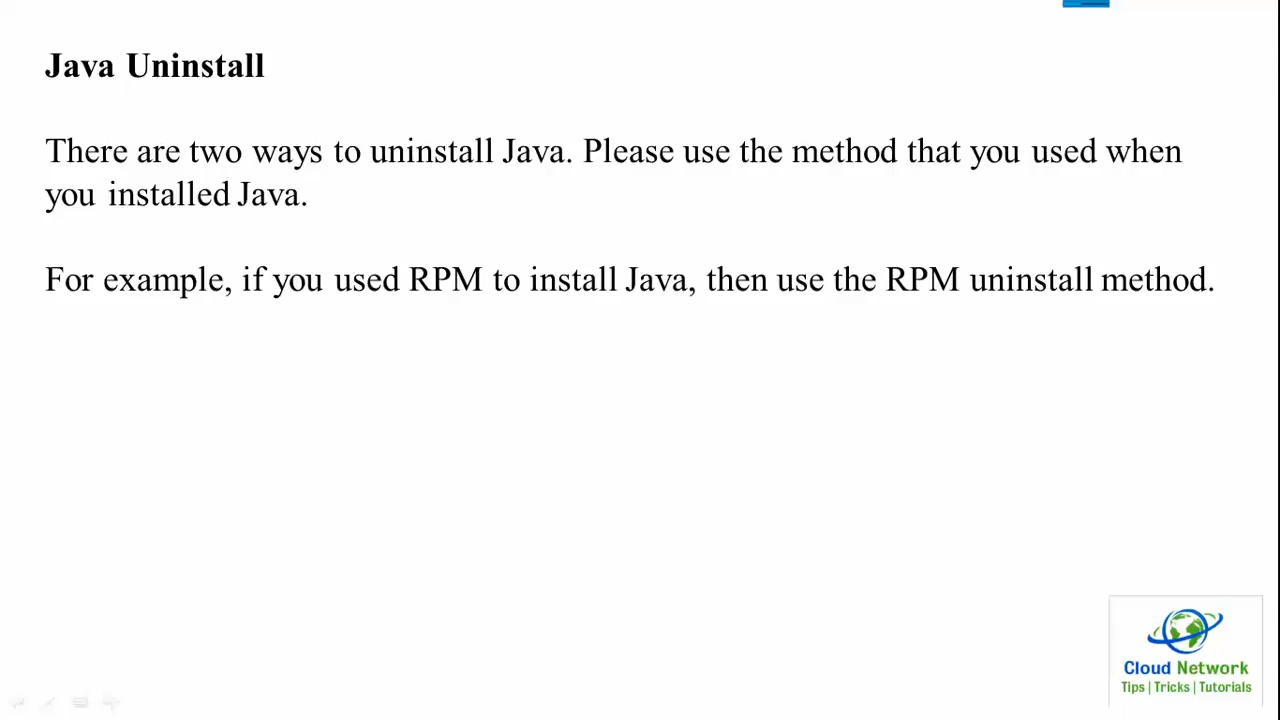 Java Uninstall
There are two ways to uninstall Java. Please use the method that you used when
you installed Java.
For example, if you used RPM to install Java, then use the RPM uninstall method.
Cloud Network
Tips | Tricks | Tutorials